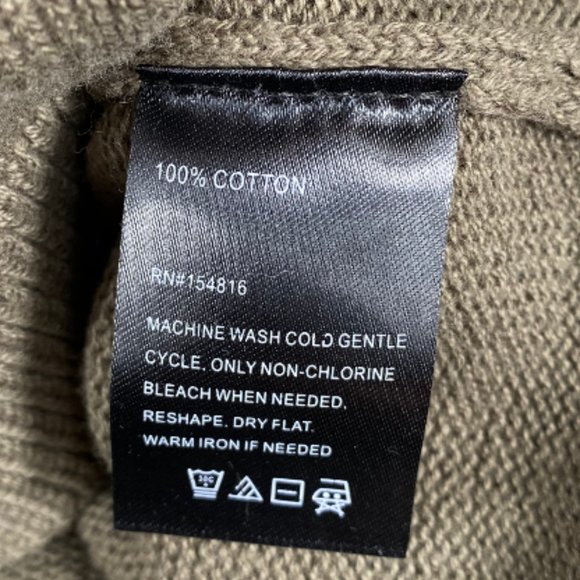 100% COTTON
RN#154816
MACHINE WASH COLD GENTLE
CYCLE, ONLY NON-CHLORINE
BLEACH WHEN NEEDED.
RESHAPE. DRY FLAT.
WARM IRON IF NEEDED
30C